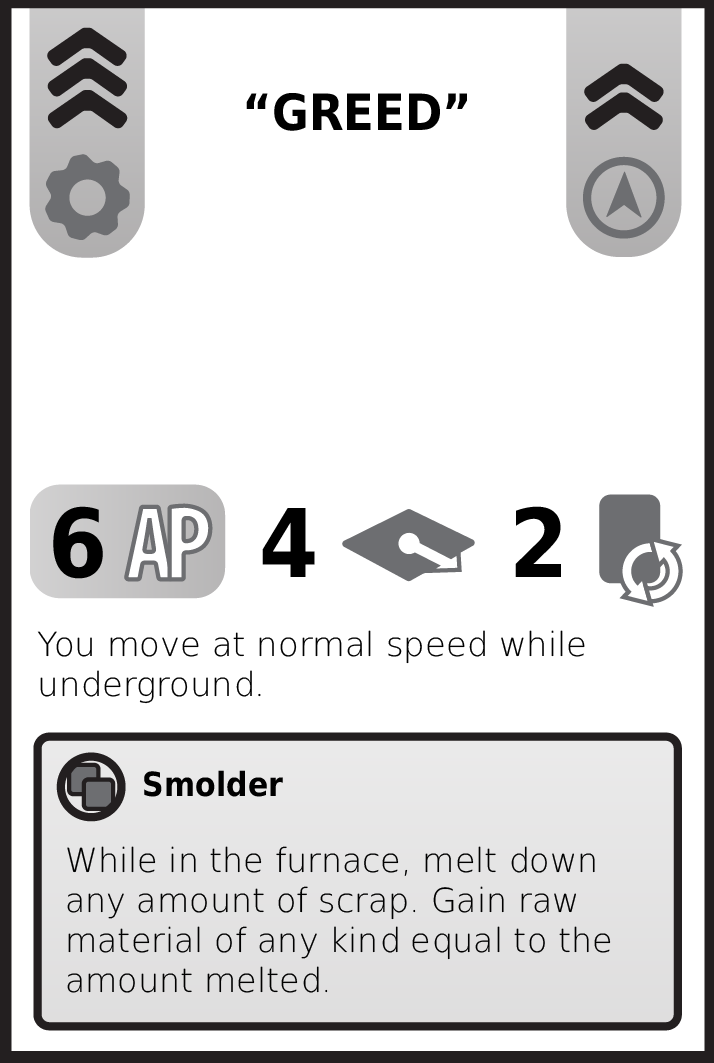 “GREED”
6 AP 4 2
You move at normal speed while
underground.
Smolder
While in the furnace, melt down
any amount of scrap. Gain raw
material of any kind equal to the
amount melted.